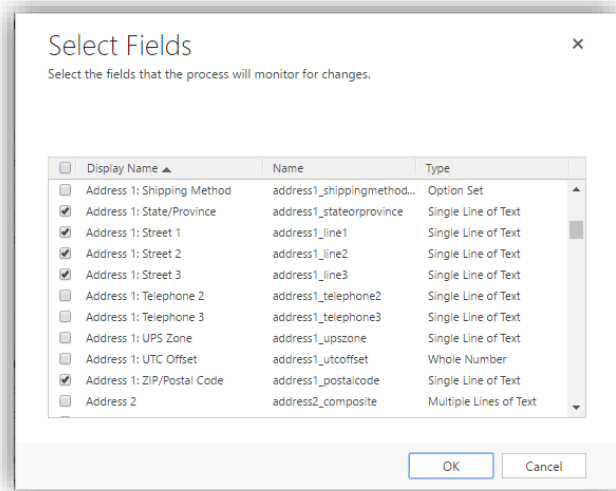 Select Fields
Select the fields that the process will monitor for changes.
Display Name Name Type
Address 1: Shipping Method address1_shippingmethod... Option Set
Address 1: State/Province address1_stateorprovince Single Line of Text
Address 1: Street 1 address1_line1 Single Line of Text
Address 1: Street 2 address1_line2 Single Line of Text
Address 1: Street 3 address1_line3 Single Line of Text
Address 1: Telephone 2 address1_telephone2 Single Line of Text
Address 1: Telephone 3 address1_telephone3 Single Line of Text
Address 1: UPS Zone address1_upszone Single Line of Text
Address 1: UTC Offset address1_utcoffset Whole Number
Address 1: ZIP/Postal Code address1_postalcode Single Line of Text
Address 2 address2_composite Multiple Lines of Text
OK Cancel